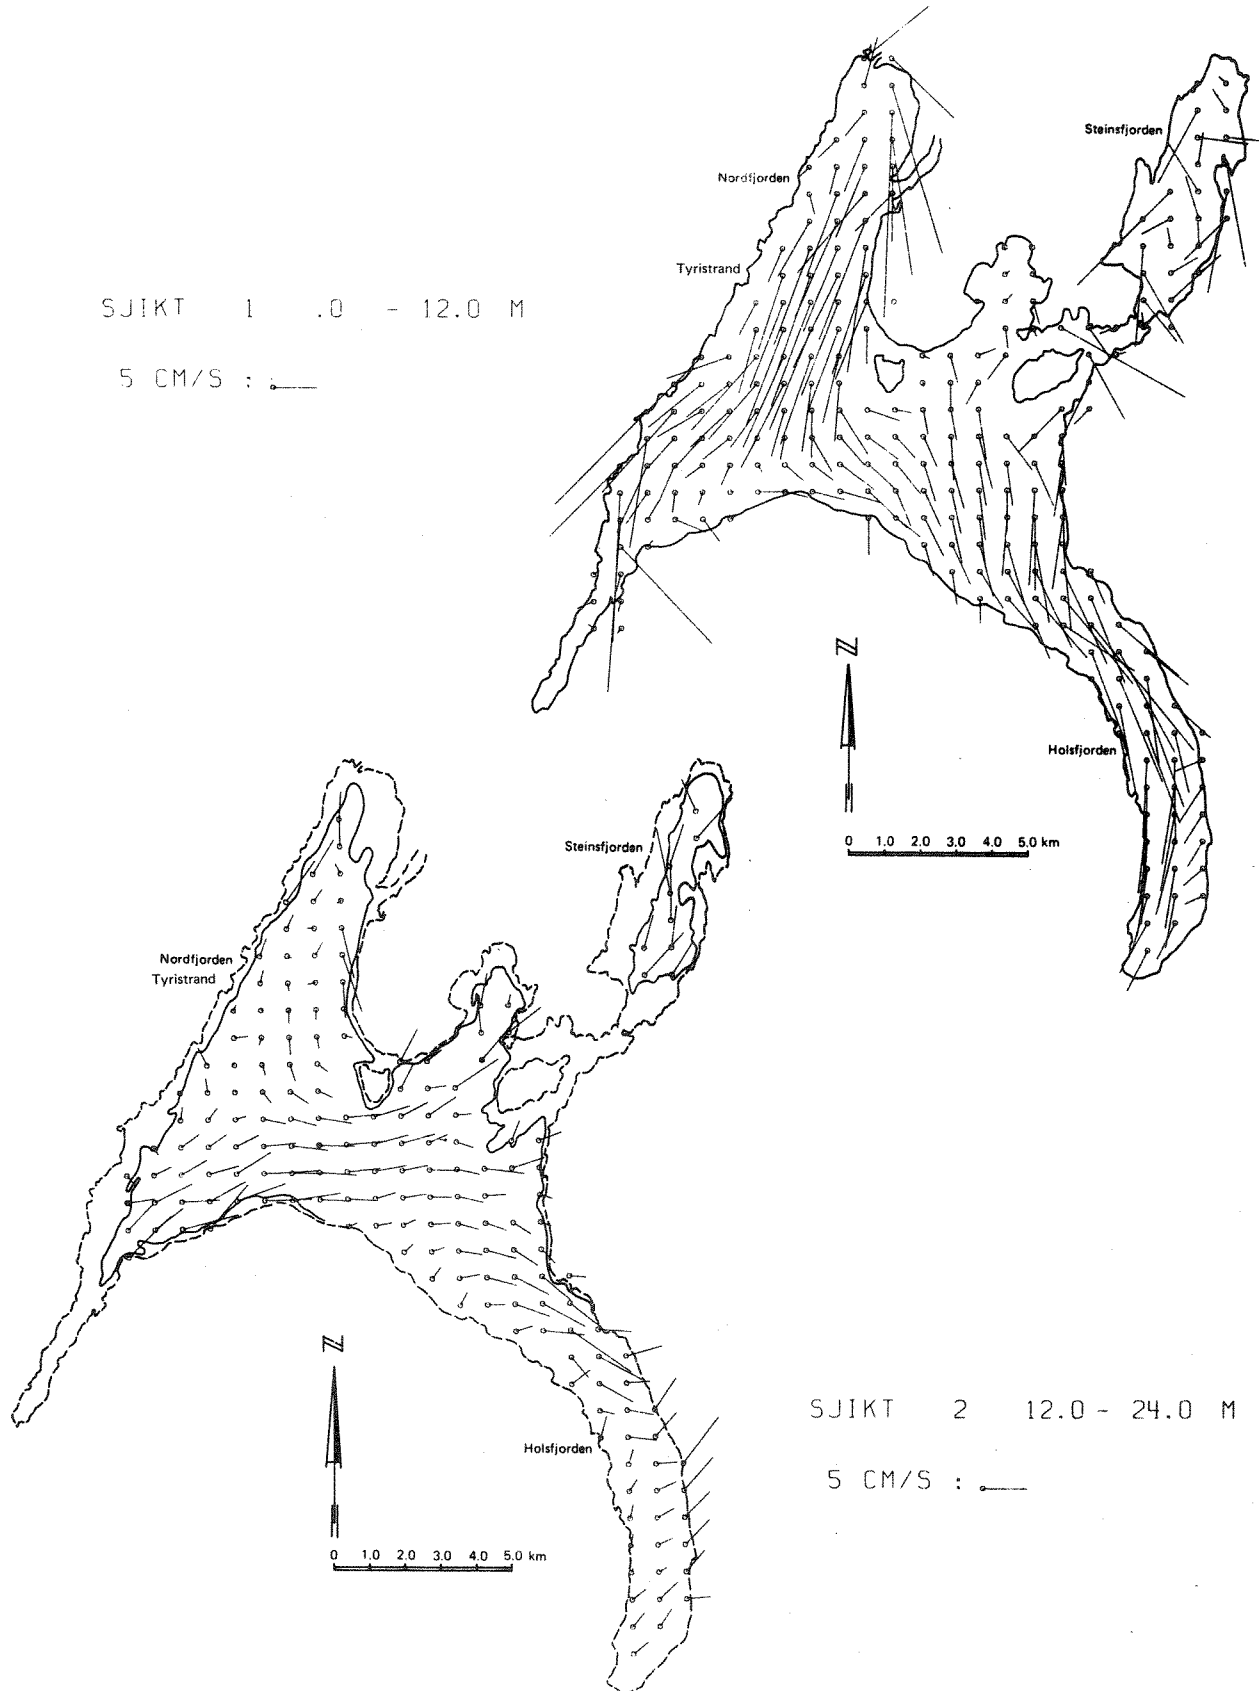 Steinsfjorden
Nordfjorden
Tyristrand
SJIKT 1 .0 - 12.0 M
5 CM/S :
N
Holsfjorden
0 1.0 2.0 3.0 4.0 5.0 km
Steinsfjorden
Nordfjorden
Tyristrand
N
SJIKT 2 12.0 - 24.0 M
Holsfjorden
5 CM/S :
0 1.0 2.0 3.0 4.0 5.0 km